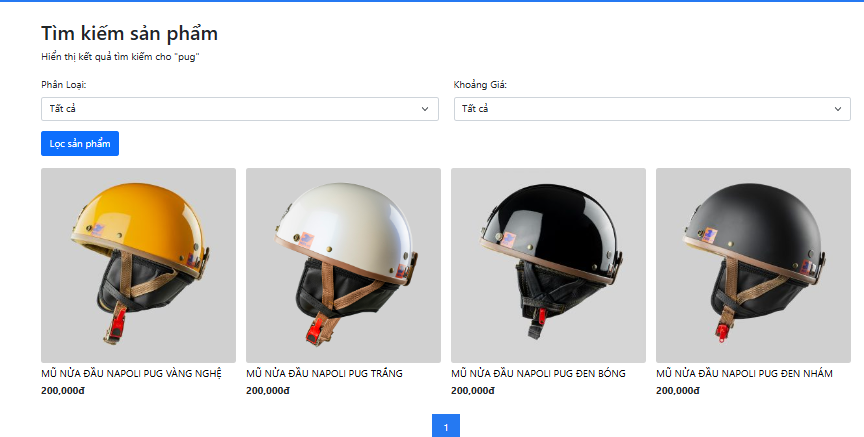 Tìm kiếm sản phẩm
Hiển thị kết quả tìm kiếm cho "pug"
Phân Loại:
Khoảng Giá:
Tất cả
Tất cả
Lọc sản phẩm
MŨ NỬA ĐẦU NAPOLI PUG VÀNG NGHỆ
MŨ NỬA ĐẦU NAPOLI PUG TRẮNG
MŨ NỬA ĐẦU NAPOLI PUG ĐEN BÓNG
MŨ NỬA ĐẦU NAPOLI PUG ĐEN NHÁM
200,000đ
200,000đ
200,000đ
200,000đ
1